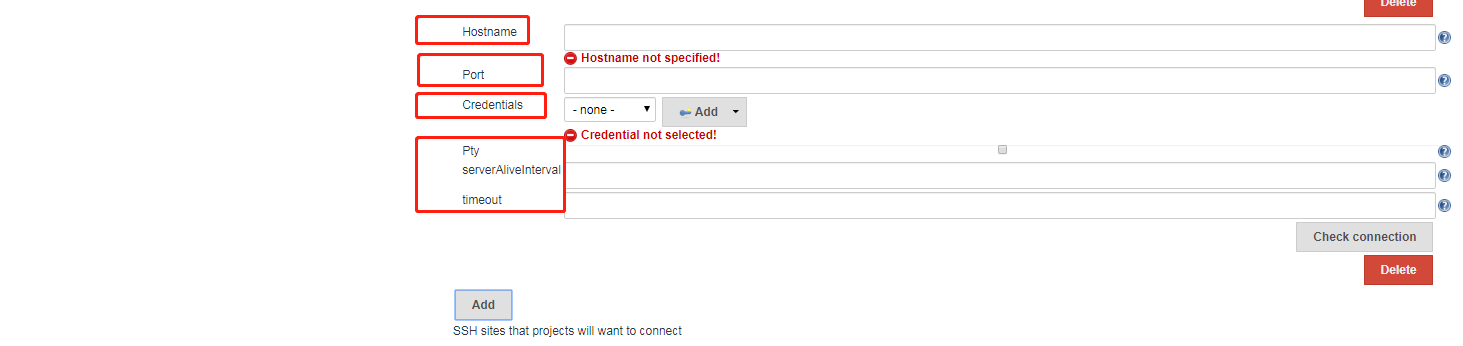 Delete
Hostname
Hostname not specified!
Port
Credentials - none - Add
Credential not selected!
Pty
serverAliveInterval
timeout
Check connection
Delete
Add
SSH sites that projects will want to connect